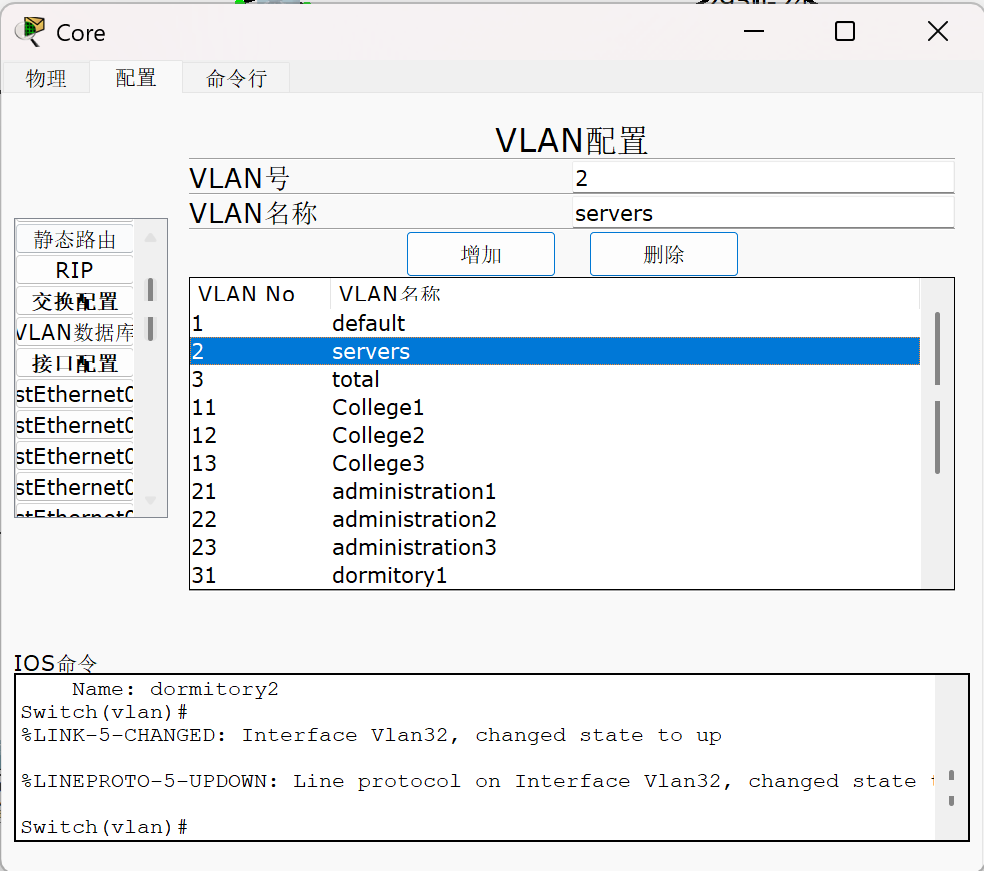 Core
物理 配置 命令行
VLAN配置
VLAN号 2
VLAN名称 servers
增加 删除
静态路由
RIP
交换配置
VLAN数据库
接口配置
stEthernet0
stEthernet0
stEthernet0
stEthernet0
stEthernet0
VLAN No VLAN名称
1 default
2 servers
3 total
11 College1
12 College2
13 College3
21 administration1
22 administration2
23 administration3
31 dormitory1
IOS命令
Name: dormitory2
Switch(vlan)#
%LINK-5-CHANGED: Interface Vlan32, changed state to up
%LINEPROTO-5-UPDOWN: Line protocol on Interface Vlan32, changed state
Switch(vlan)#